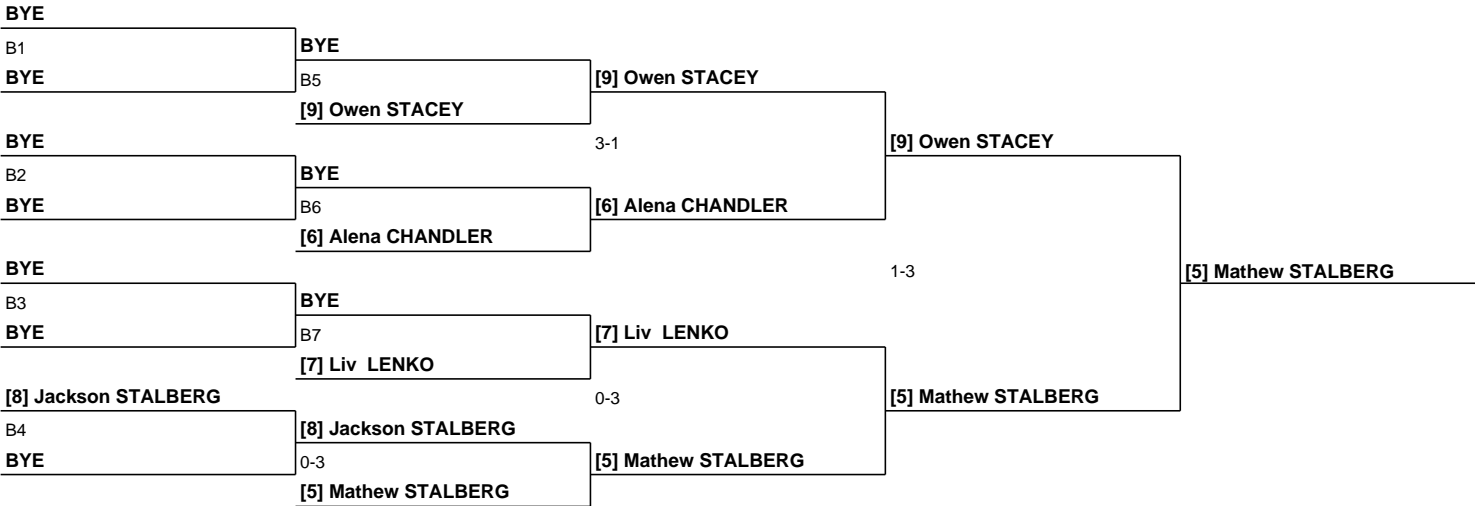 BYE
B1 BYE
BYE B5 [9] Owen STACEY
[9] Owen STACEY
BYE 3-1 [9] Owen STACEY
B2 BYE
BYE B6 [6] Alena CHANDLER
[6] Alena CHANDLER
BYE 1-3 [5] Mathew STALBERG
B3 BYE
BYE B7 [7] Liv LENKO
[7] Liv LENKO
[8] Jackson STALBERG 0-3 [5] Mathew STALBERG
B4 [8] Jackson STALBERG
BYE 0-3 [5] Mathew STALBERG
[5] Mathew STALBERG